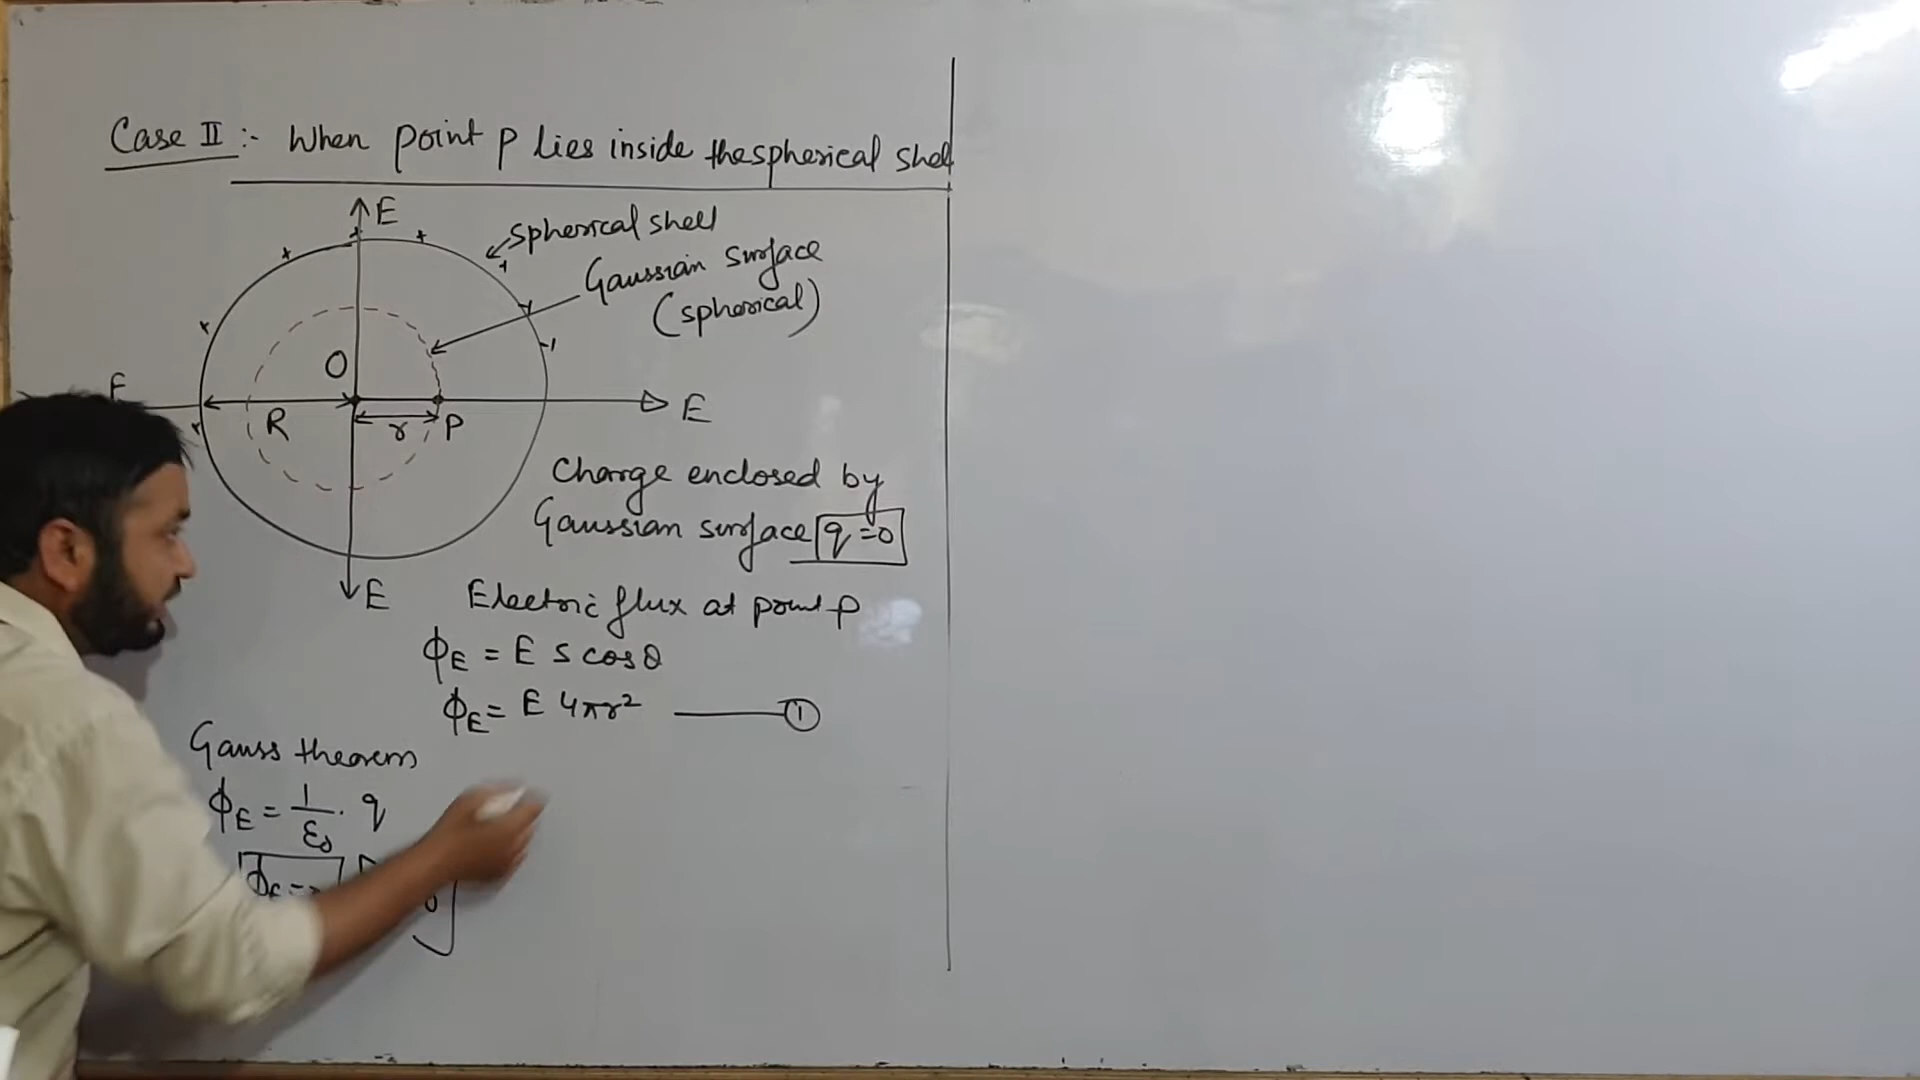 Case II :- When point p lies inside the spherical shell
E
spherical shell
Gaussian surface
(spherical)
O
E
R
r
P
E
Charge enclosed by
Gaussian surface q = 0
E
Electric flux at point p
ϕE = E s cosθ
ϕE = E 4πr² ——— ①
Gauss theorem
ϕE = 1/ε₀ · q
ϕE =